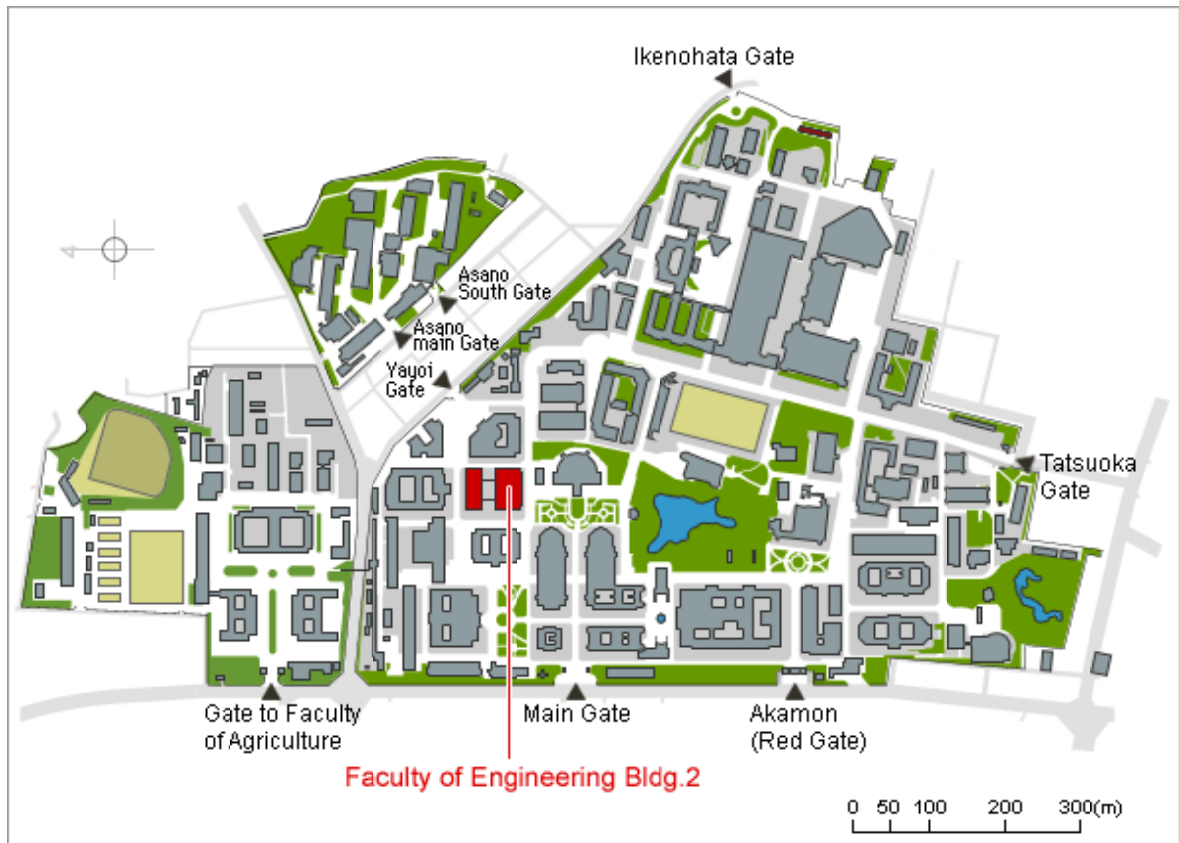 Ikenohata Gate
Asano
South Gate
Asano
main Gate
Yayoi
Gate
Tatsuoka
Gate
Gate to Faculty
of Agriculture
Main Gate
Akamon
(Red Gate)
Faculty of Engineering Bldg.2
0 50 100 200 300(m)